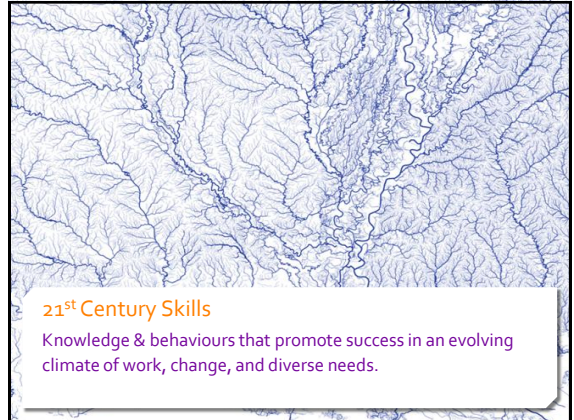 21st Century Skills
Knowledge & behaviours that promote success in an evolving
climate of work, change, and diverse needs.